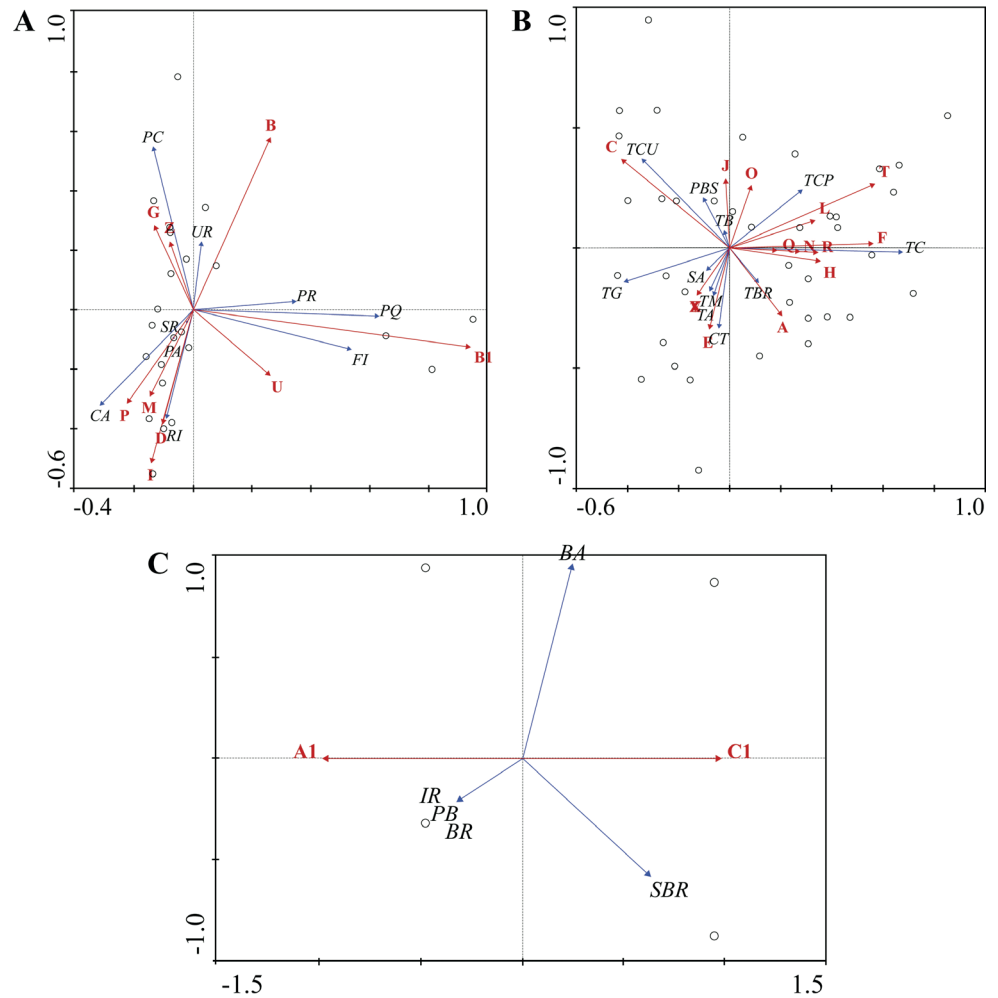 A
1.0
B
PC
G
Z
UR
PR
PQ
B1
FI
U
SR
PA
CA
P
M
D
RI
I
-0.6
-0.4
1.0
B
1.0
C
TCU
J
O
PBS
TCP
T
TB
L
Q
N
R
F
TC
H
SA
TG
TM
TBR
X
TA
A
E
CT
-1.0
-0.6
1.0
C
1.0
BA
A1
C1
IR
PB
BR
SBR
-1.0
-1.5
1.5